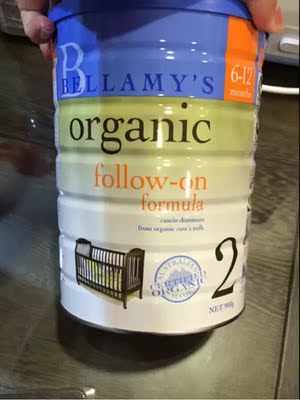 B
BELLAMY'S
6-12
months
organic
follow-on
formula
casein dominant
from organic cow's milk
AUSTRALIAN
CERTIFIED
ORGANIC
2
NET 900g